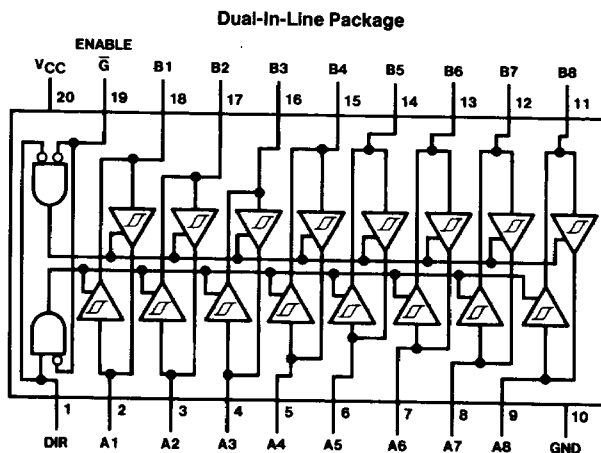 Dual-In-Line Package
ENABLE
VCC G B1 B2 B3 B4 B5 B6 B7 B8
20 19 18 17 16 15 14 13 12 11
1 2 3 4 5 6 7 8 9 10
DIR A1 A2 A3 A4 A5 A6 A7 A8 GND